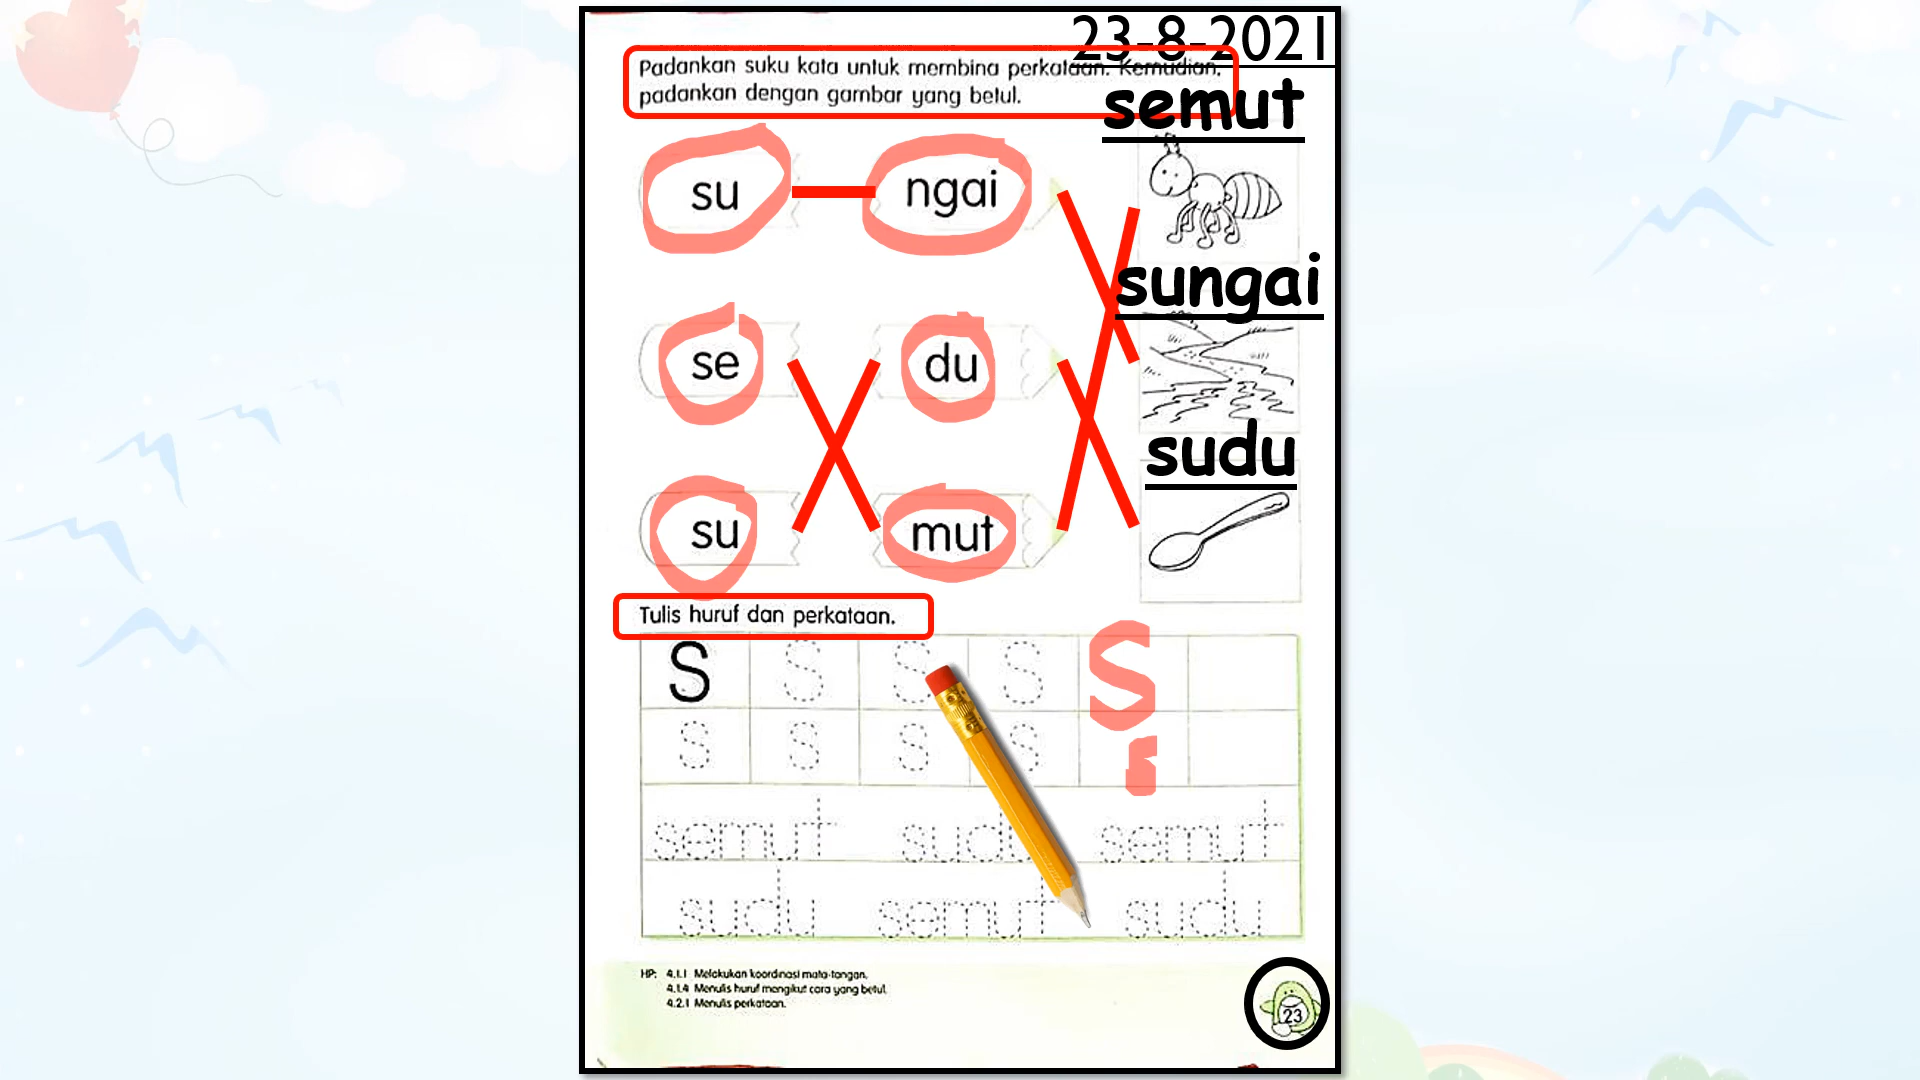 23-8-2021
Padankan suku kata untuk membina perkataan. Kemudian,
padankan dengan gambar yang betul.
semut
su ngai
sungai
se du
sudu
su mut
Tulis huruf dan perkataan.
S S S S S
s s s s s
semut sudu semut
sudu semut sudu
HP: 4.1.1 Melakukan koordinasi mata-tangan.
4.1.4 Menulis huruf mengikut cara yang betul.
4.2.1 Menulis perkataan.
23